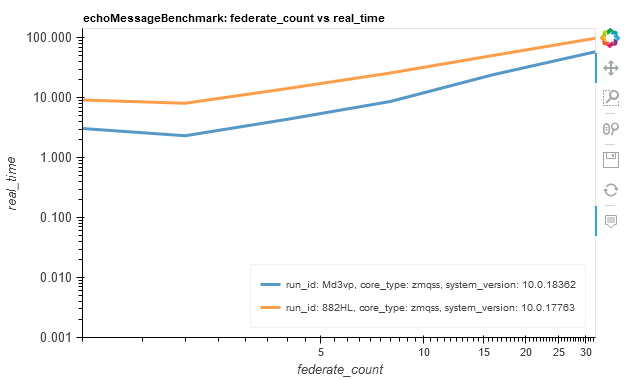 echoMessageBenchmark: federate_count vs real_time
100.000
10.000
1.000
0.100
0.010
0.001
real_time
run_id: Md3vp, core_type: zmqss, system_version: 10.0.18362
run_id: 882HL, core_type: zmqss, system_version: 10.0.17763
5 10 15 20 25 30
federate_count